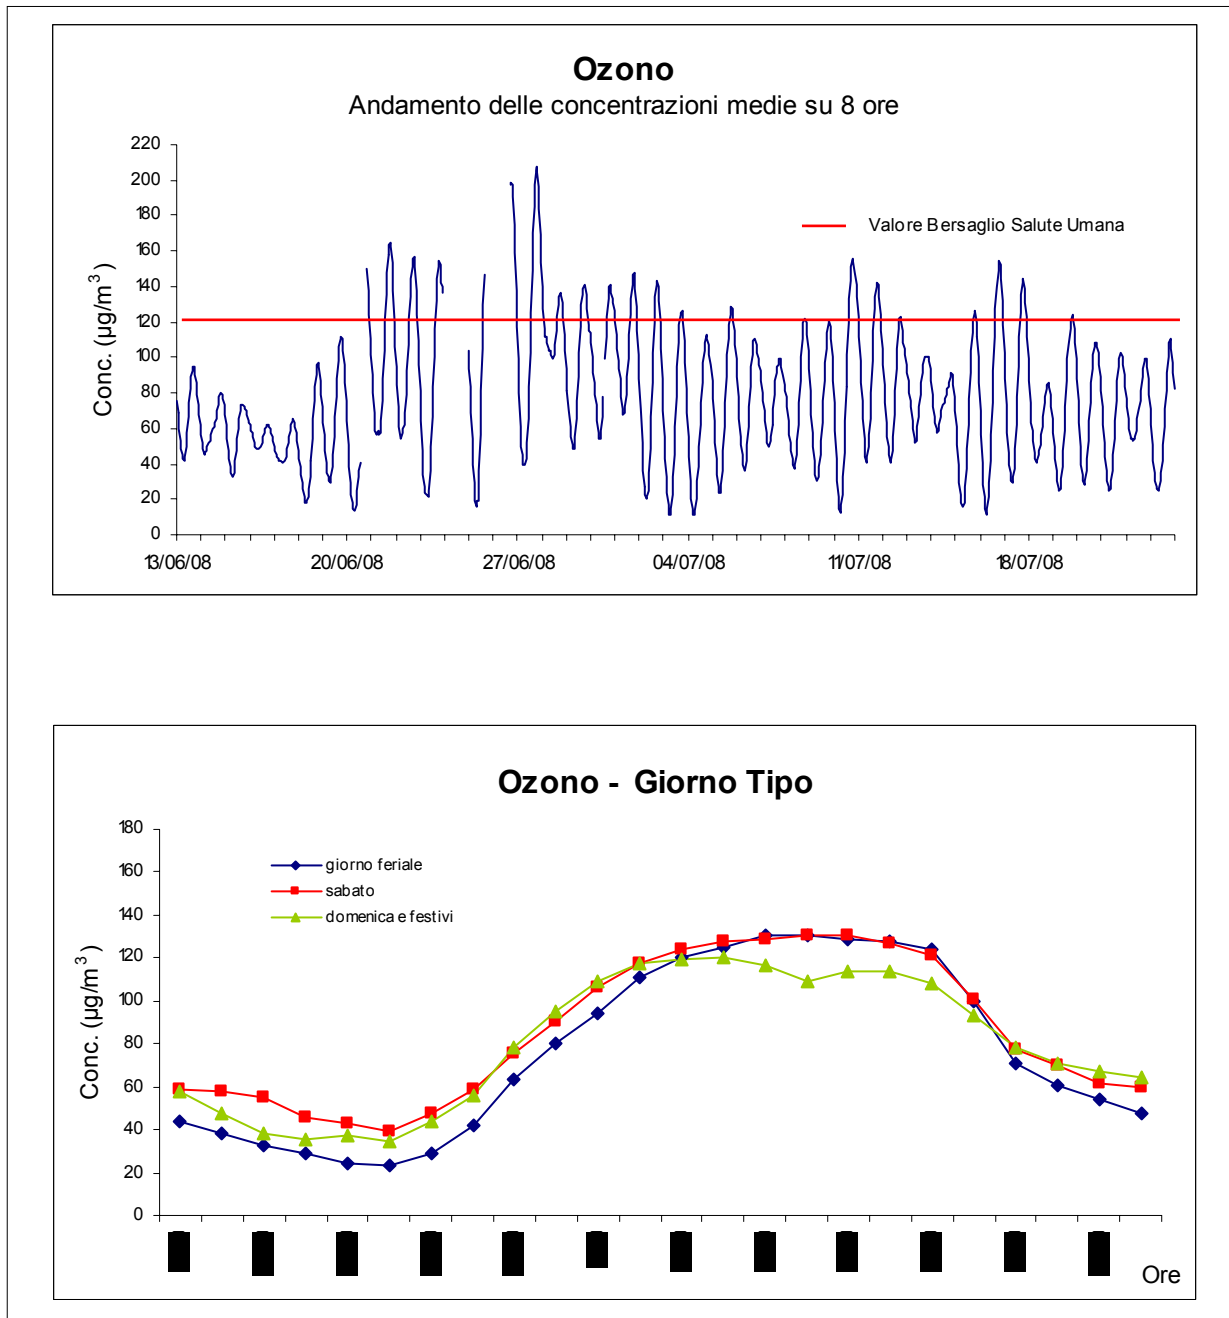 Ozono
Andamento delle concentrazioni medie su 8 ore
220
200
180
160
140
120
100
80
60
40
20
0
Conc. (µg/m³)
Valore Bersaglio Salute Umana
13/06/08 20/06/08 27/06/08 04/07/08 11/07/08 18/07/08
Ozono - Giorno Tipo
180
160
140
120
100
80
60
40
20
0
Conc. (µg/m³)
giorno feriale
sabato
domenica e festivi
Ore